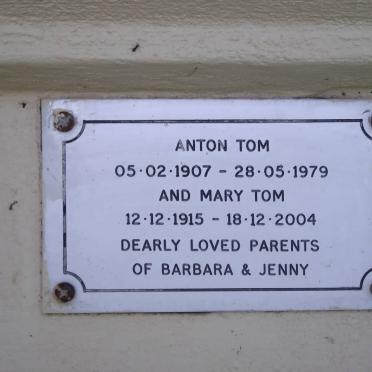 ANTON TOM
05·02·1907 - 28·05·1979
AND MARY TOM
12·12·1915 - 18·12·2004
DEARLY LOVED PARENTS
OF BARBARA & JENNY